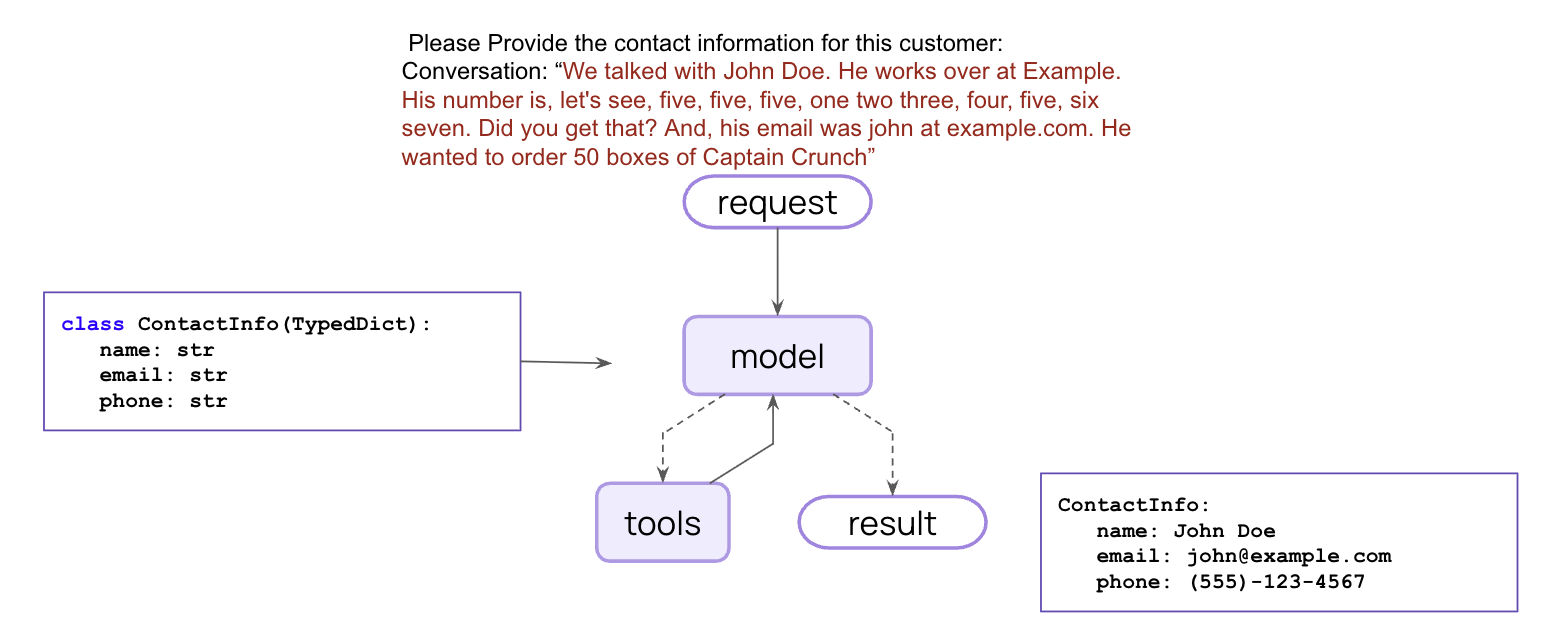 Please Provide the contact information for this customer:
Conversation: “We talked with John Doe. He works over at Example.
His number is, let's see, five, five, five, one two three, four, five, six
seven. Did you get that? And, his email was john at example.com. He
wanted to order 50 boxes of Captain Crunch”
request
class ContactInfo(TypedDict):
name: str
email: str
phone: str
model
tools
result
ContactInfo:
name: John Doe
email: john@example.com
phone: (555)-123-4567